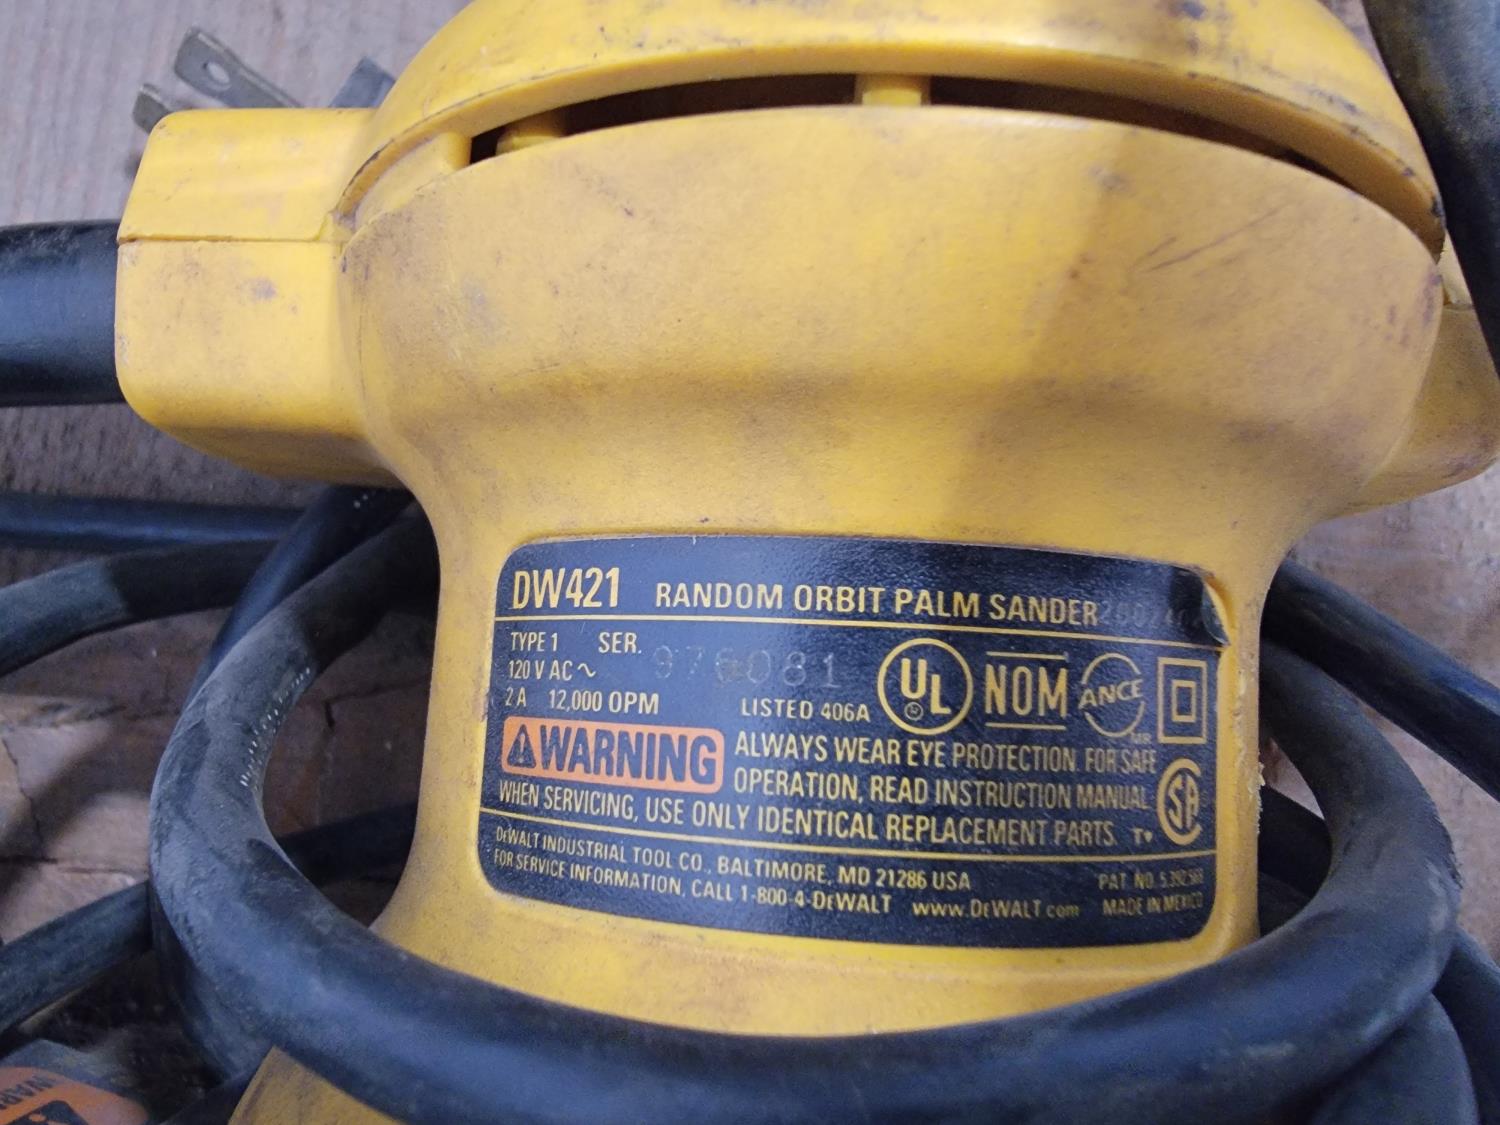 DW421 RANDOM ORBIT PALM SANDER
TYPE 1 SER.
120 V AC ~
2 A 12,000 OPM
LISTED 406A
UL
NOM
ANCE
WARNING ALWAYS WEAR EYE PROTECTION. FOR SAFE
OPERATION, READ INSTRUCTION MANUAL
WHEN SERVICING, USE ONLY IDENTICAL REPLACEMENT PARTS.
SA
DEWALT INDUSTRIAL TOOL CO., BALTIMORE, MD 21286 USA
FOR SERVICE INFORMATION, CALL 1-800-4-DEWALT www.DEWALT.com
PAT NO.
MADE IN MEXICO